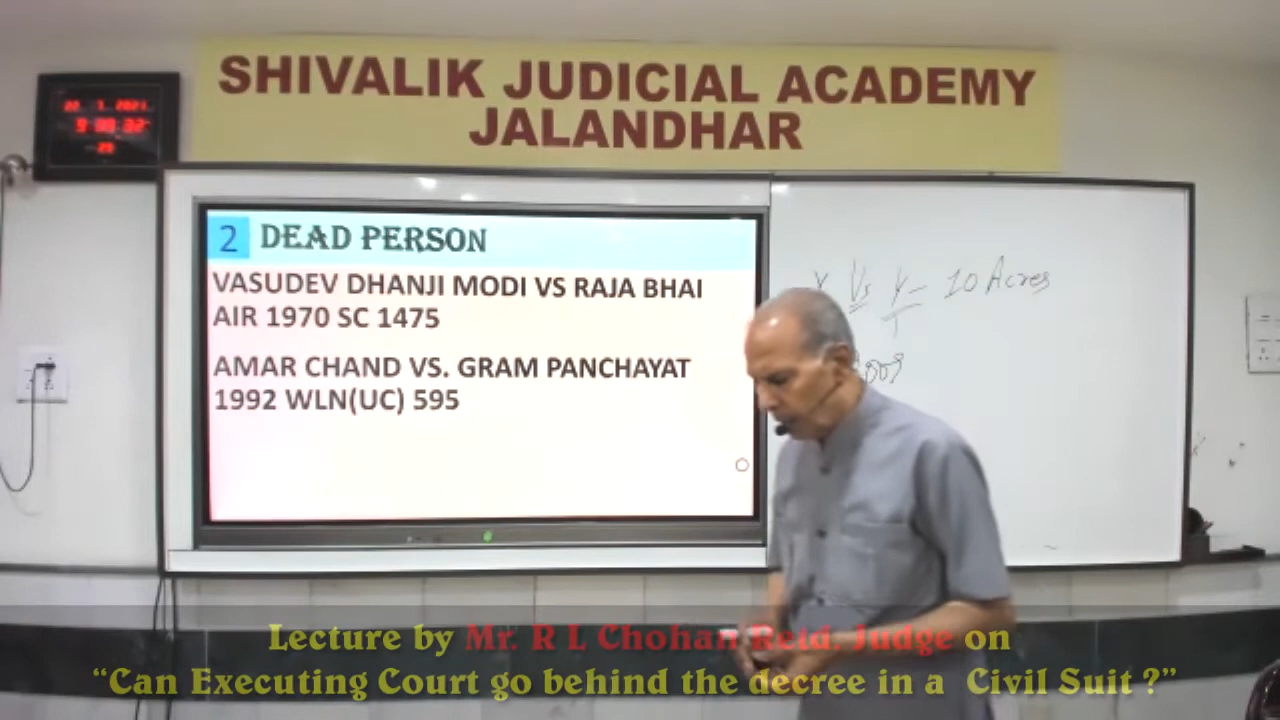 SHIVALIK JUDICIAL ACADEMY
JALANDHAR
2 DEAD PERSON
VASUDEV DHANJI MODI VS RAJA BHAI
AIR 1970 SC 1475
AMAR CHAND VS. GRAM PANCHAYAT
1992 WLN(UC) 595
Vs Y - 10 Acres
Lecture by Mr. R L Chohan Retd. Judge on
“Can Executing Court go behind the decree in a Civil Suit ?”